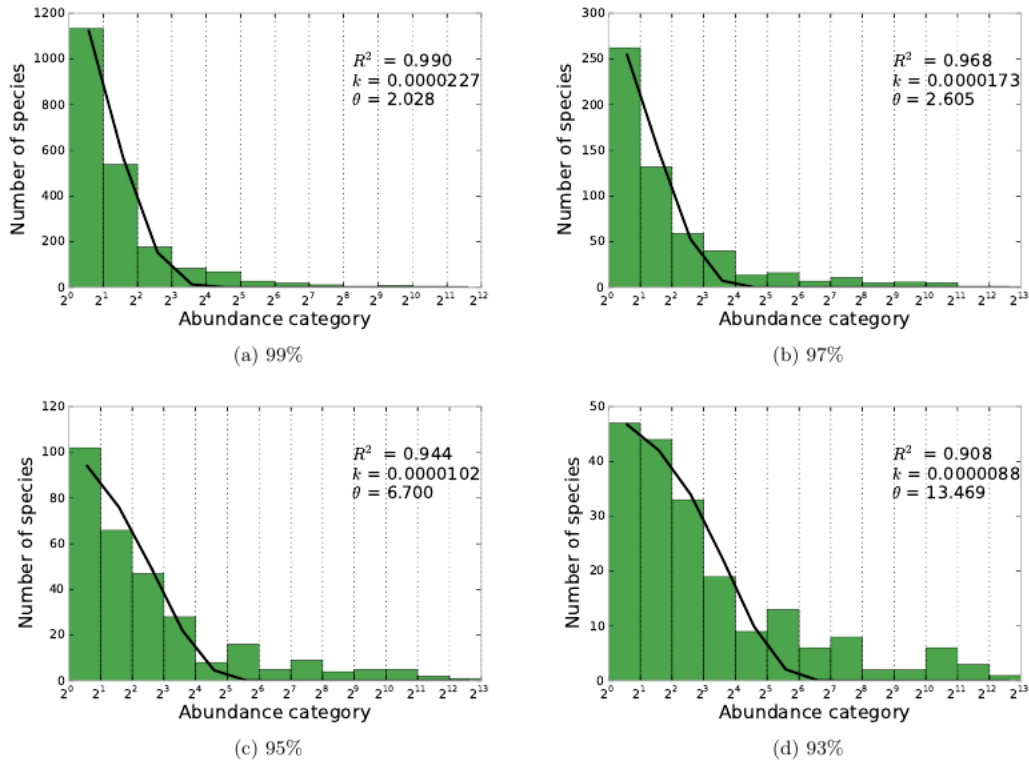 1200
1000
800
600
400
200
0
Number of species
R² = 0.990
k = 0.0000227
θ = 2.028
2⁰ 2¹ 2² 2³ 2⁴ 2⁵ 2⁶ 2⁷ 2⁸ 2⁹ 2¹⁰ 2¹¹ 2¹²
Abundance category
(a) 99%
300
250
200
150
100
50
0
Number of species
R² = 0.968
k = 0.0000173
θ = 2.605
2⁰ 2¹ 2² 2³ 2⁴ 2⁵ 2⁶ 2⁷ 2⁸ 2⁹ 2¹⁰ 2¹¹ 2¹² 2¹³
Abundance category
(b) 97%
120
100
80
60
40
20
0
Number of species
R² = 0.944
k = 0.0000102
θ = 6.700
2⁰ 2¹ 2² 2³ 2⁴ 2⁵ 2⁶ 2⁷ 2⁸ 2⁹ 2¹⁰ 2¹¹ 2¹² 2¹³
Abundance category
(c) 95%
50
40
30
20
10
0
Number of species
R² = 0.908
k = 0.0000088
θ = 13.469
2⁰ 2¹ 2² 2³ 2⁴ 2⁵ 2⁶ 2⁷ 2⁸ 2⁹ 2¹⁰ 2¹¹ 2¹² 2¹³
Abundance category
(d) 93%